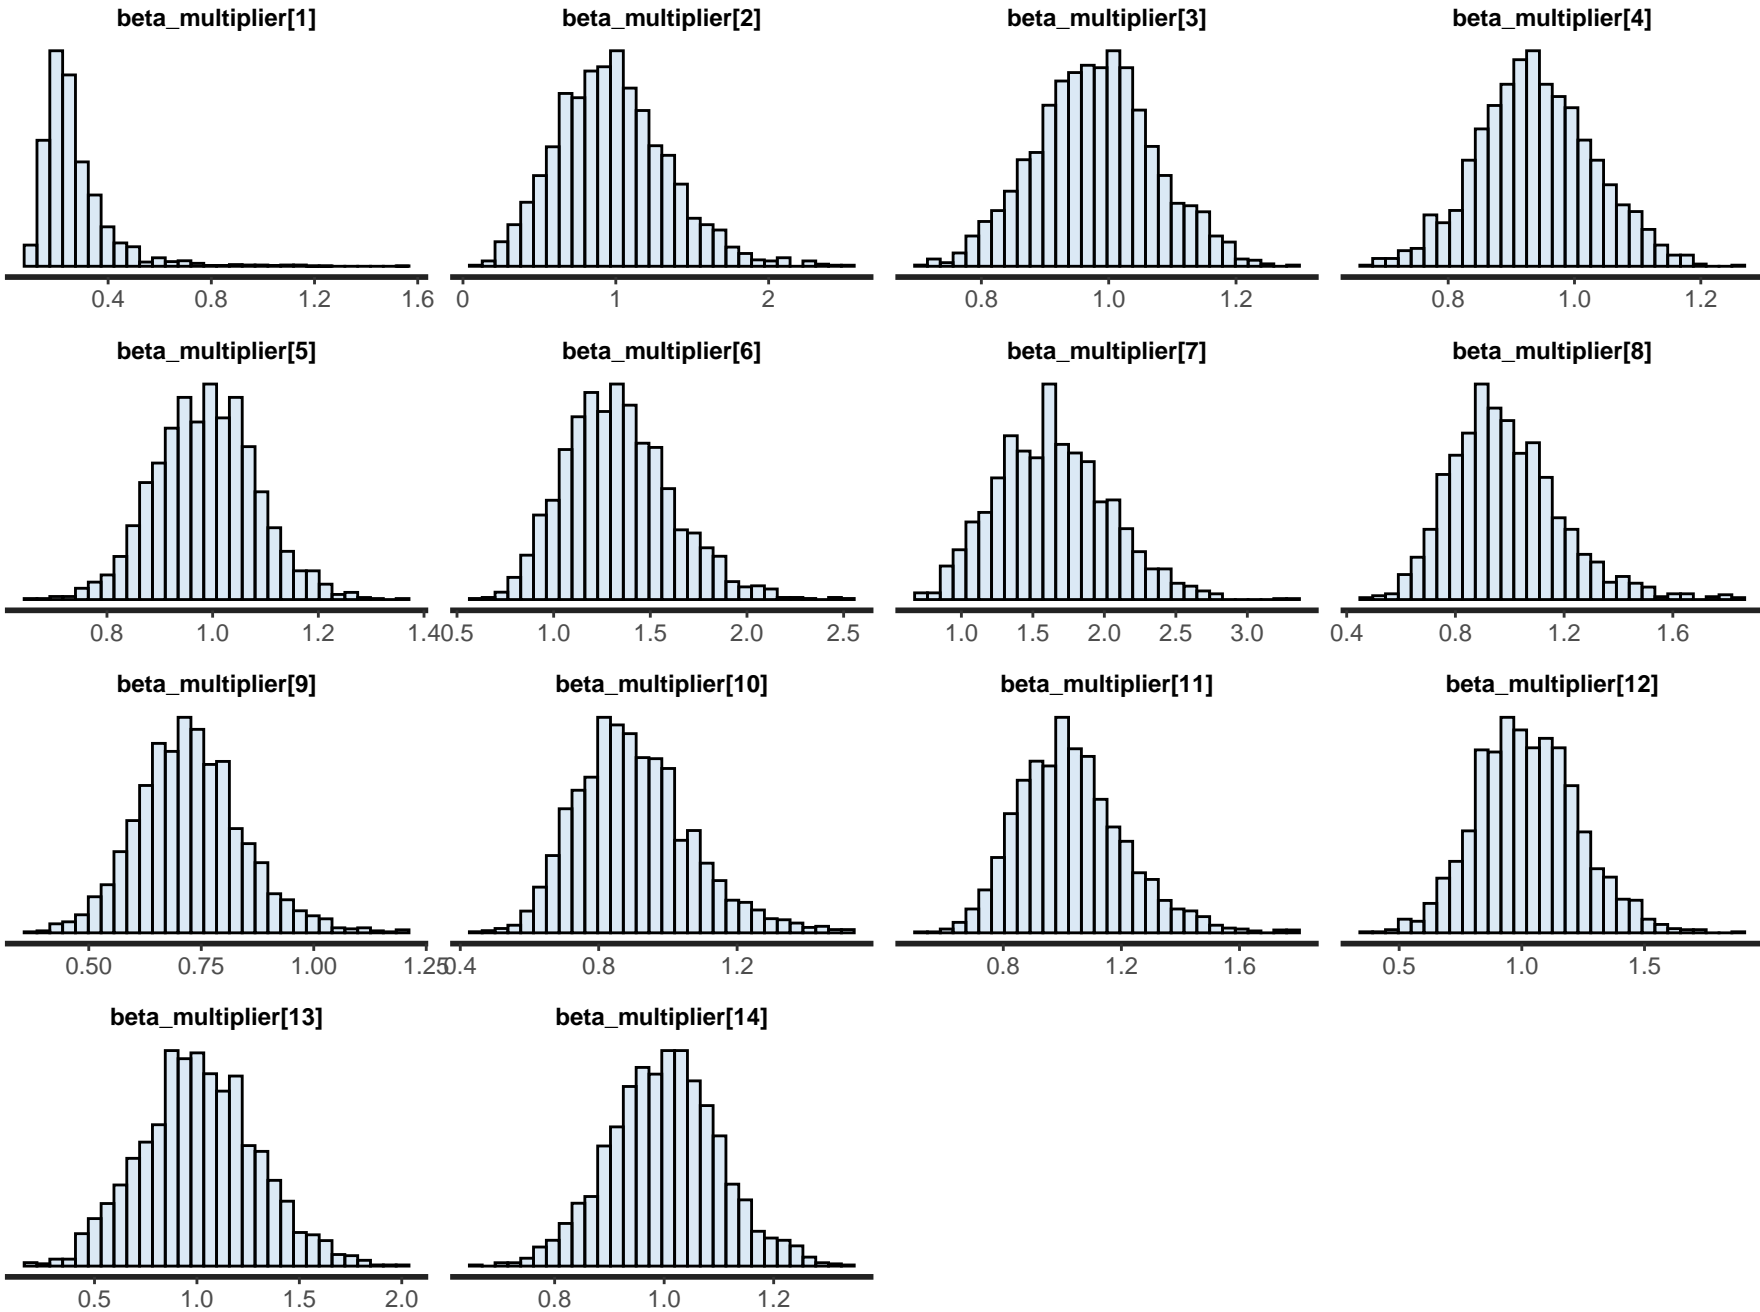 beta_multiplier[1] beta_multiplier[2] beta_multiplier[3] beta_multiplier[4]
0.4 0.8 1.2 1.6 0 1 2 0.8 1.0 1.2 0.8 1.0 1.2
beta_multiplier[5] beta_multiplier[6] beta_multiplier[7] beta_multiplier[8]
0.8 1.0 1.2 1.4 0.5 1.0 1.5 2.0 2.5 1.0 1.5 2.0 2.5 3.0 0.4 0.8 1.2 1.6
beta_multiplier[9] beta_multiplier[10] beta_multiplier[11] beta_multiplier[12]
0.50 0.75 1.00 1.25 0.4 0.8 1.2 0.8 1.2 1.6 0.5 1.0 1.5
beta_multiplier[13] beta_multiplier[14]
0.5 1.0 1.5 2.0 0.8 1.0 1.2